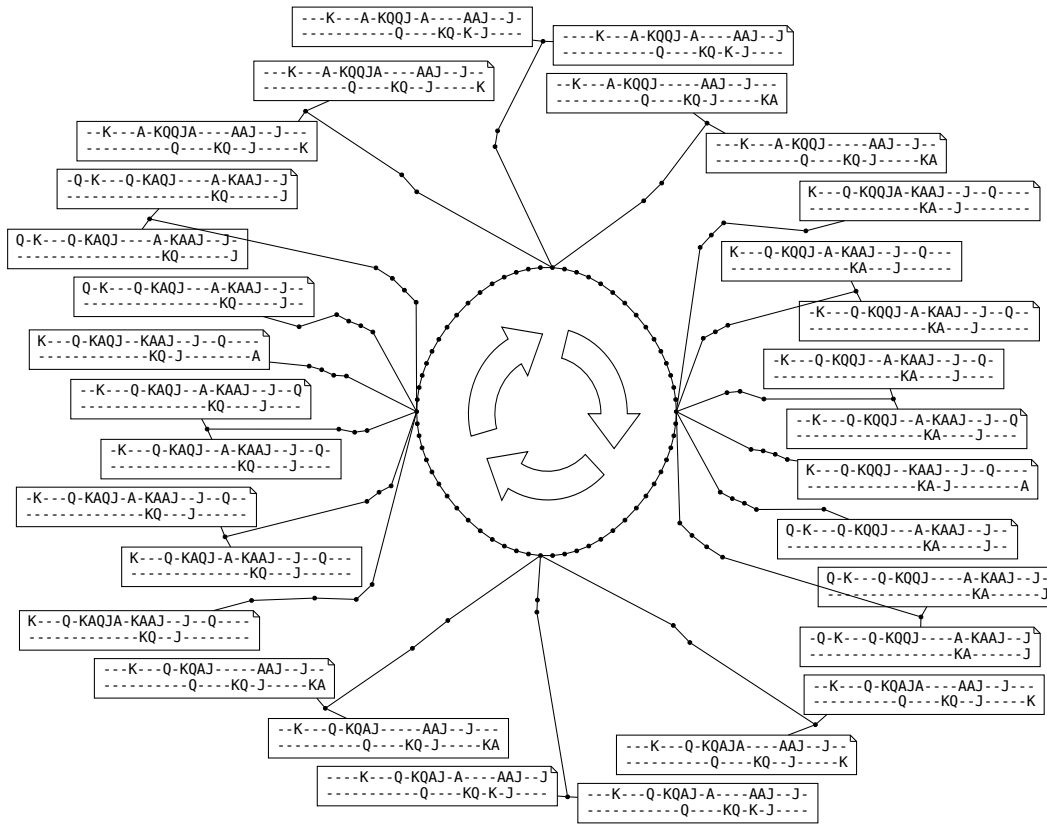 ---K---A-KQQJ-A----AAJ--J-
-----------Q----KQ-K-J----
----K---A-KQQJ-A----AAJ--J
-----------Q----KQ-K-J----
---K---A-KQQJA----AAJ--J--
----------Q----KQ--J-----K
--K---A-KQQJ-----AAJ--J---
----------Q----KQ-J-----KA
--K---A-KQQJA----AAJ--J---
----------Q----KQ--J-----K
---K---A-KQQJ-----AAJ--J--
----------Q----KQ-J-----KA
-Q-K---Q-KAQJ----A-KAAJ--J
-----------------KQ------J
K---Q-KQQJA-KAAJ--J--Q----
-------------KA--J--------
Q-K---Q-KAQJ----A-KAAJ--J-
-----------------KQ------J
K---Q-KQQJ-A-KAAJ--J--Q---
--------------KA---J------
Q-K---Q-KAQJ---A-KAAJ--J--
----------------KQ-----J--
-K---Q-KQQJ-A-KAAJ--J--Q--
--------------KA---J------
K---Q-KAQJ--KAAJ--J--Q----
-------------KQ-J--------A
-K---Q-KQQJ--A-KAAJ--J--Q-
---------------KA----J----
--K---Q-KAQJ--A-KAAJ--J--Q
---------------KQ----J----
--K---Q-KQQJ--A-KAAJ--J--Q
---------------KA----J----
-K---Q-KAQJ--A-KAAJ--J--Q-
---------------KQ----J----
K---Q-KQQJ--KAAJ--J--Q----
-------------KA-J--------A
-K---Q-KAQJ-A-KAAJ--J--Q--
--------------KQ---J------
Q-K---Q-KQQJ---A-KAAJ--J--
----------------KA-----J--
K---Q-KAQJ-A-KAAJ--J--Q---
--------------KQ---J------
Q-K---Q-KQQJ----A-KAAJ--J-
-----------------KA------J
K---Q-KAQJA-KAAJ--J--Q----
-------------KQ--J--------
-Q-K---Q-KQQJ----A-KAAJ--J
-----------------KA------J
---K---Q-KQAJ-----AAJ--J--
----------Q----KQ-J-----KA
--K---Q-KQAJA----AAJ--J---
----------Q----KQ--J-----K
--K---Q-KQAJ-----AAJ--J---
----------Q----KQ-J-----KA
---K---Q-KQAJA----AAJ--J--
----------Q----KQ--J-----K
----K---Q-KQAJ-A----AAJ--J
-----------Q----KQ-K-J----
---K---Q-KQAJ-A----AAJ--J-
-----------Q----KQ-K-J----